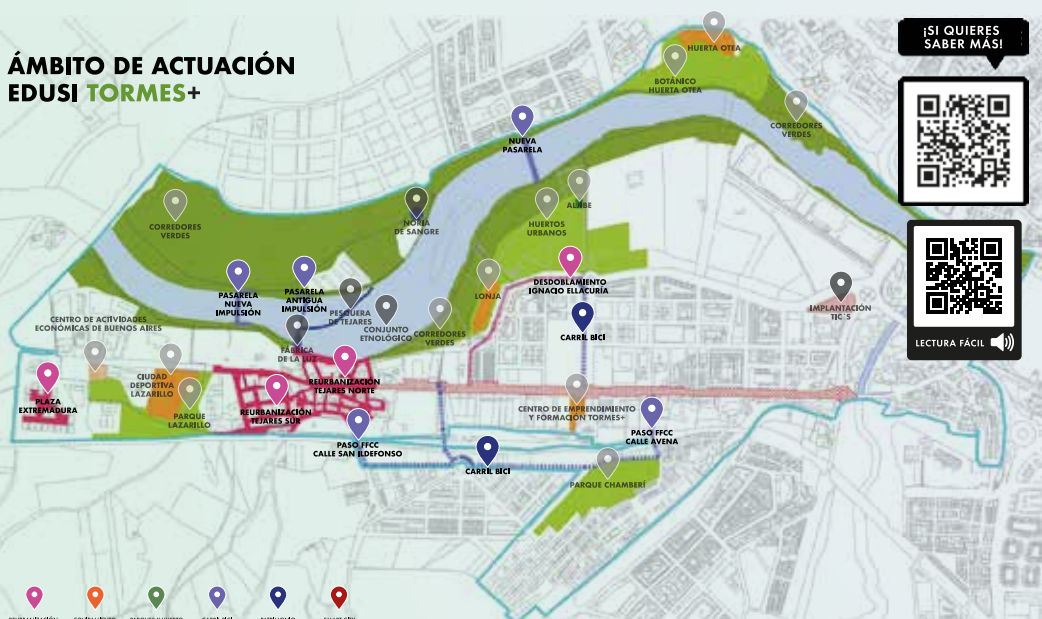 ÁMBITO DE ACTUACIÓN
EDUSI TORMES+
¡SI QUIERES
SABER MÁS!
LECTURA FÁCIL
HUERTA OTEA
BOTÁNICO
HUERTA OTEA
CORREDORES
VERDES
NUEVA
PASARELA
CORREDORES
VERDES
NORIA
DE SANGRE
HUERTOS
URBANOS
ALJIBE
DESDOBLAMIENTO
IGNACIO ELLACURÍA
PASARELA
NUEVA
IMPULSIÓN
PASARELA
ANTIGUA
IMPULSIÓN
PESQUERA
DE TEJARES
CONJUNTO
ETNOLÓGICO
CORREDORES
VERDES
LONJA
IMPLANTACIÓN
TIC´S
CENTRO DE ACTIVIDADES
ECONÓMICAS DE BUENOS AIRES
FÁBRICA
DE LA LUZ
CARRIL BICI
PLAZA
EXTREMADURA
CIUDAD
DEPORTIVA
LAZARILLO
PARQUE
LAZARILLO
REURBANIZACIÓN
TEJARES SUR
REURBANIZACIÓN
TEJARES NORTE
PASO FFCC
CALLE SAN ILDEFONSO
CENTRO DE EMPRENDIMIENTO
Y FORMACIÓN TORMES+
PASO FFCC
CALLE AVENA
CARRIL BICI
PARQUE CHAMBERÍ